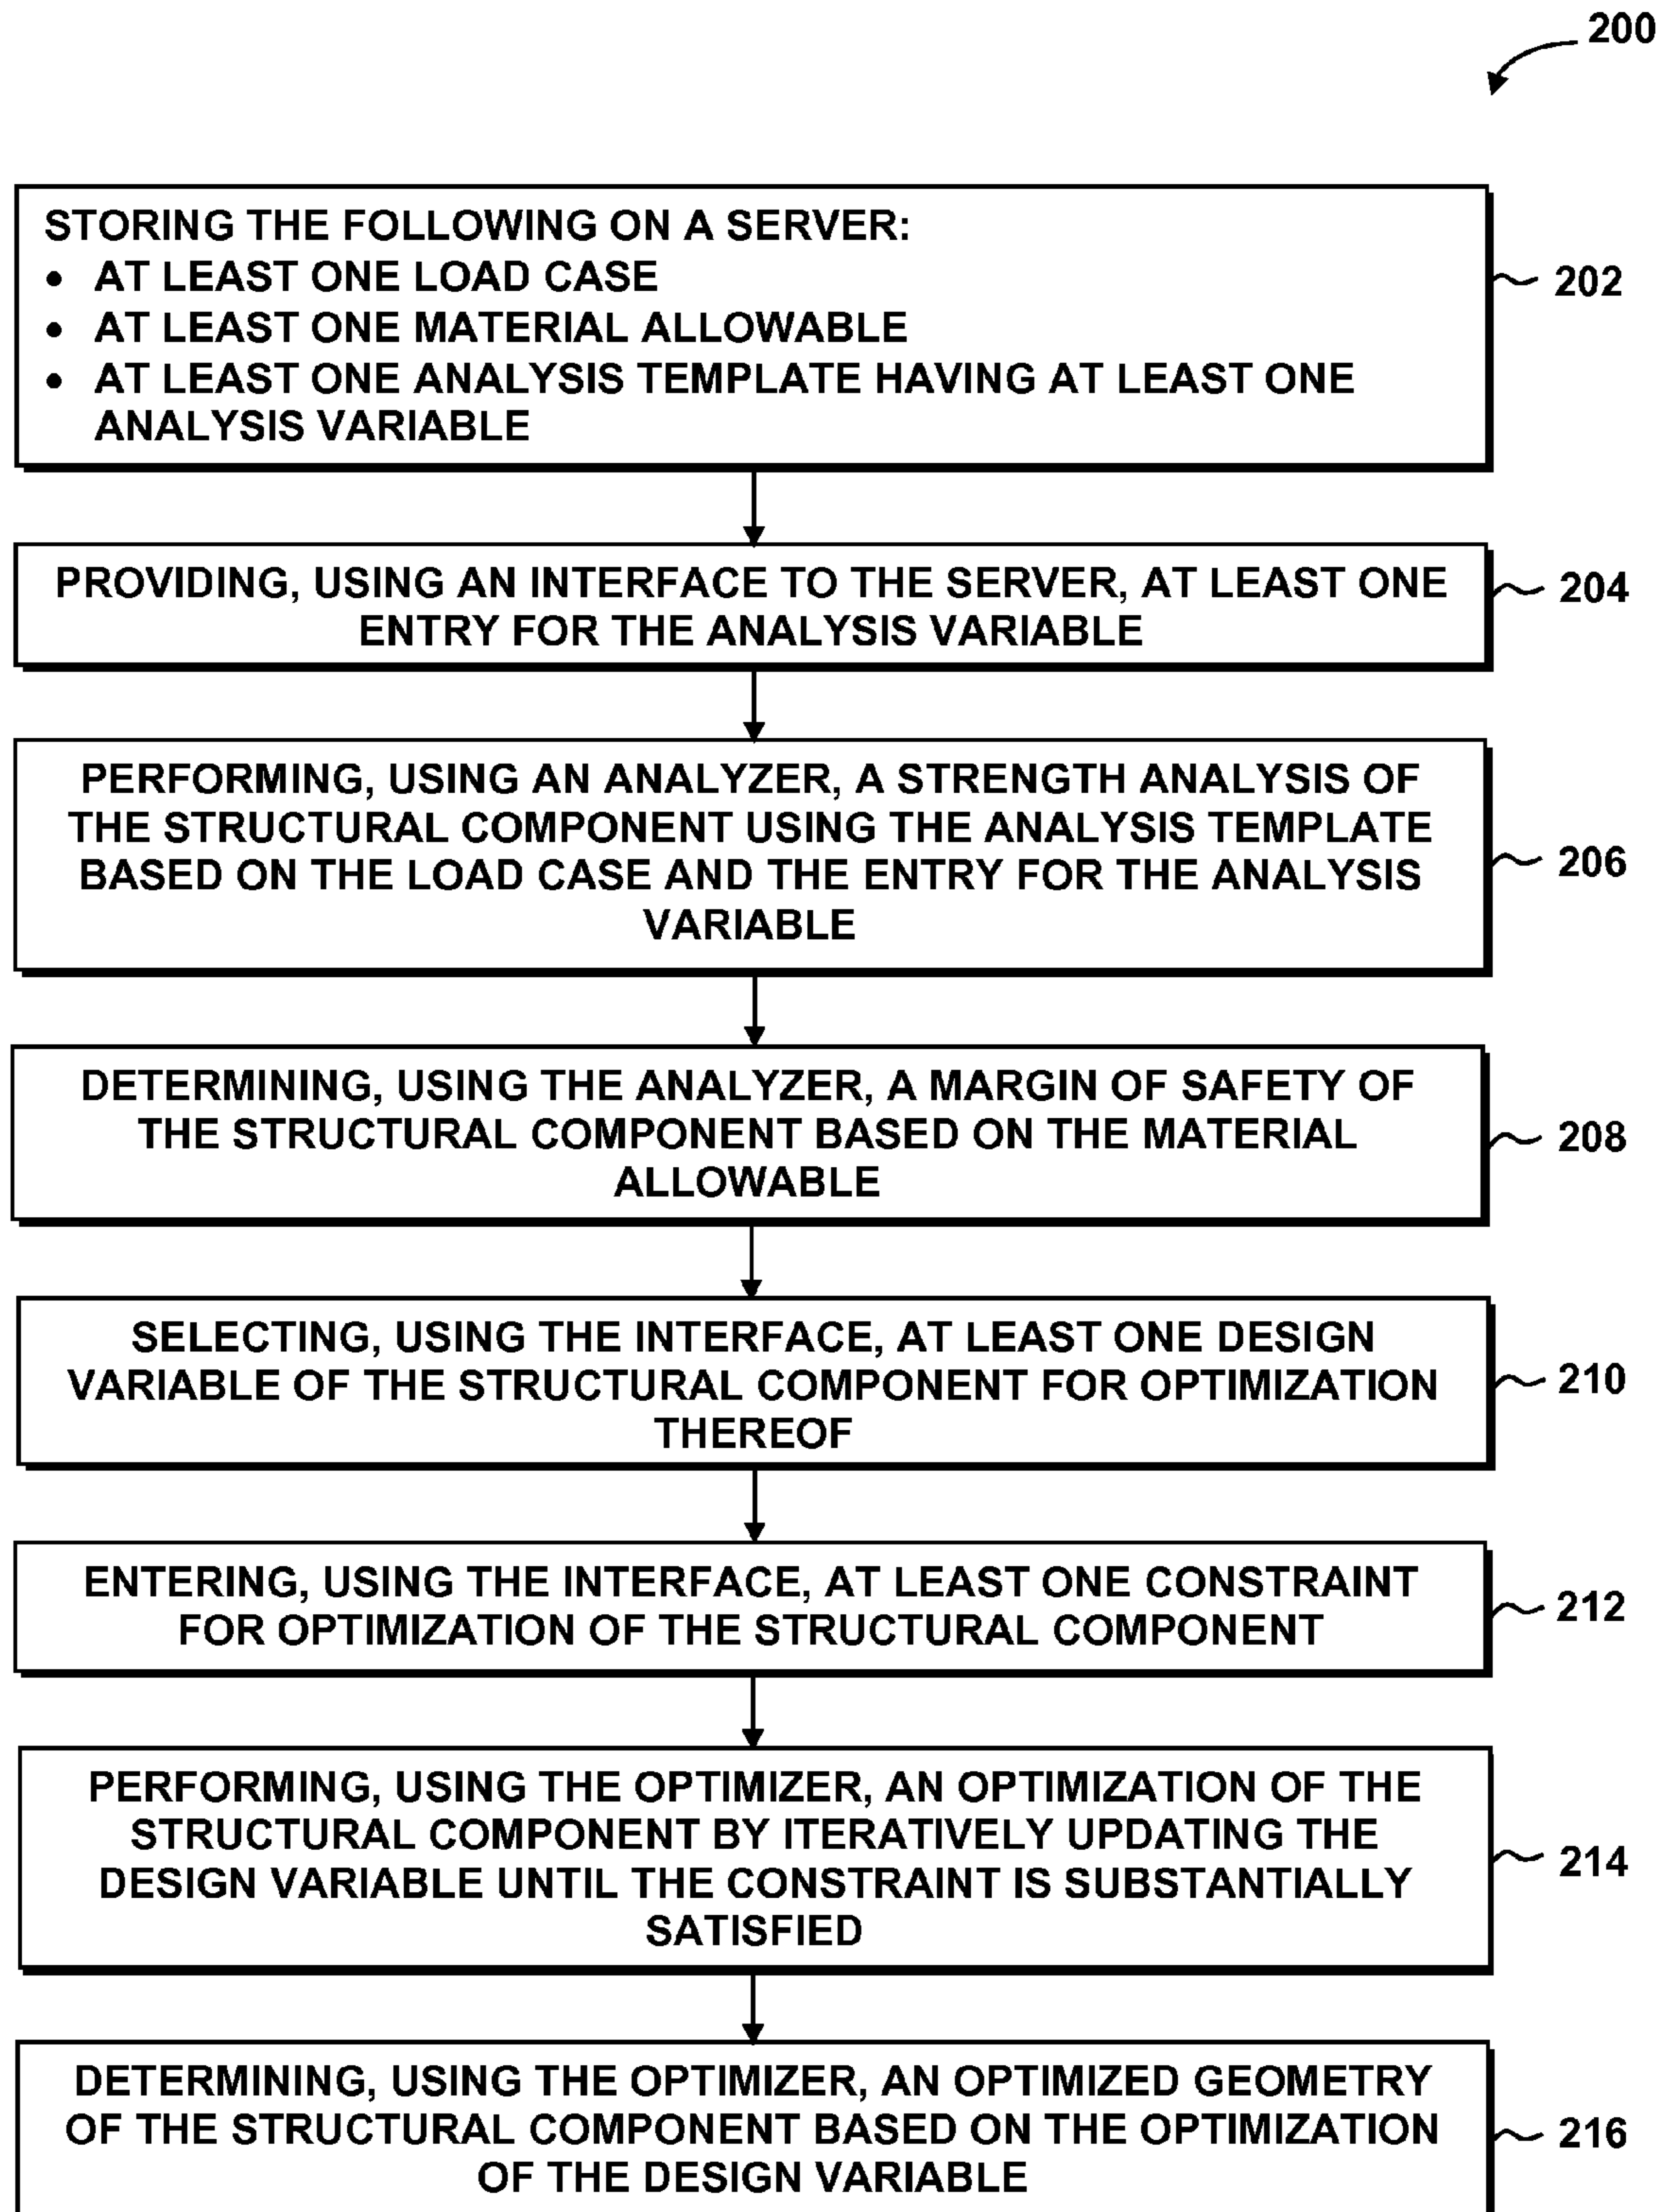 200
STORING THE FOLLOWING ON A SERVER:
• AT LEAST ONE LOAD CASE
• AT LEAST ONE MATERIAL ALLOWABLE
• AT LEAST ONE ANALYSIS TEMPLATE HAVING AT LEAST ONE
ANALYSIS VARIABLE
202
PROVIDING, USING AN INTERFACE TO THE SERVER, AT LEAST ONE
ENTRY FOR THE ANALYSIS VARIABLE
204
PERFORMING, USING AN ANALYZER, A STRENGTH ANALYSIS OF
THE STRUCTURAL COMPONENT USING THE ANALYSIS TEMPLATE
BASED ON THE LOAD CASE AND THE ENTRY FOR THE ANALYSIS
VARIABLE
206
DETERMINING, USING THE ANALYZER, A MARGIN OF SAFETY OF
THE STRUCTURAL COMPONENT BASED ON THE MATERIAL
ALLOWABLE
208
SELECTING, USING THE INTERFACE, AT LEAST ONE DESIGN
VARIABLE OF THE STRUCTURAL COMPONENT FOR OPTIMIZATION
THEREOF
210
ENTERING, USING THE INTERFACE, AT LEAST ONE CONSTRAINT
FOR OPTIMIZATION OF THE STRUCTURAL COMPONENT
212
PERFORMING, USING THE OPTIMIZER, AN OPTIMIZATION OF THE
STRUCTURAL COMPONENT BY ITERATIVELY UPDATING THE
DESIGN VARIABLE UNTIL THE CONSTRAINT IS SUBSTANTIALLY
SATISFIED
214
DETERMINING, USING THE OPTIMIZER, AN OPTIMIZED GEOMETRY
OF THE STRUCTURAL COMPONENT BASED ON THE OPTIMIZATION
OF THE DESIGN VARIABLE
216